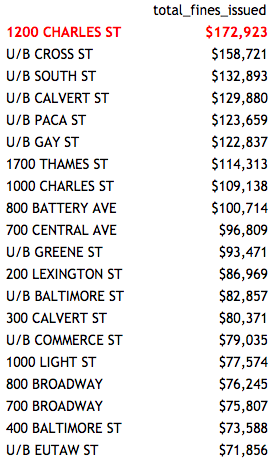 total_fines_issued
1200 CHARLES ST $172,923
U/B CROSS ST $158,721
U/B SOUTH ST $132,893
U/B CALVERT ST $129,880
U/B PACA ST $123,659
U/B GAY ST $122,837
1700 THAMES ST $114,313
1000 CHARLES ST $109,138
800 BATTERY AVE $100,714
700 CENTRAL AVE $96,809
U/B GREENE ST $93,471
200 LEXINGTON ST $86,969
U/B BALTIMORE ST $82,857
300 CALVERT ST $80,371
U/B COMMERCE ST $79,035
1000 LIGHT ST $77,574
800 BROADWAY $76,245
700 BROADWAY $75,807
400 BALTIMORE ST $73,588
U/B EUTAW ST $71,856